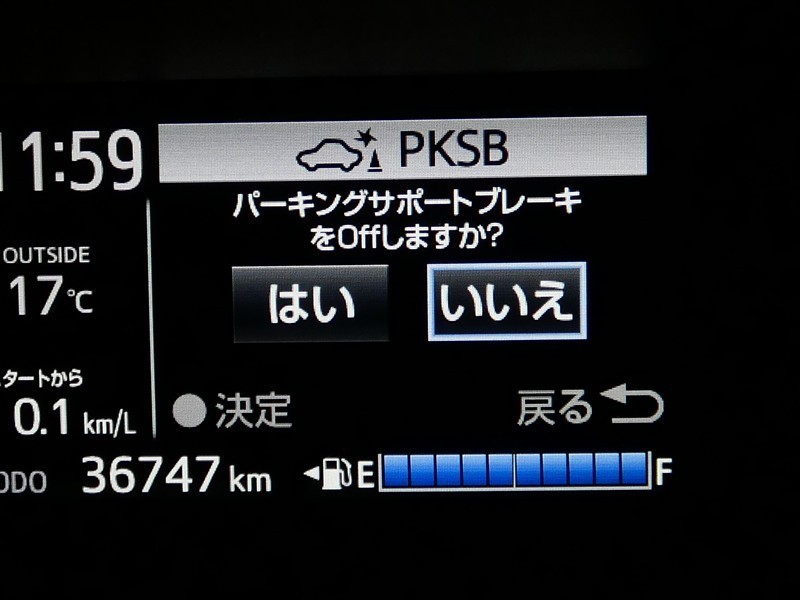 11:59
PKSB
パーキングサポートブレーキ
をOffしますか?
はい いいえ
OUTSIDE
17℃
タートから
0.1 km/L
決定 戻る
ODO 36747 km E F